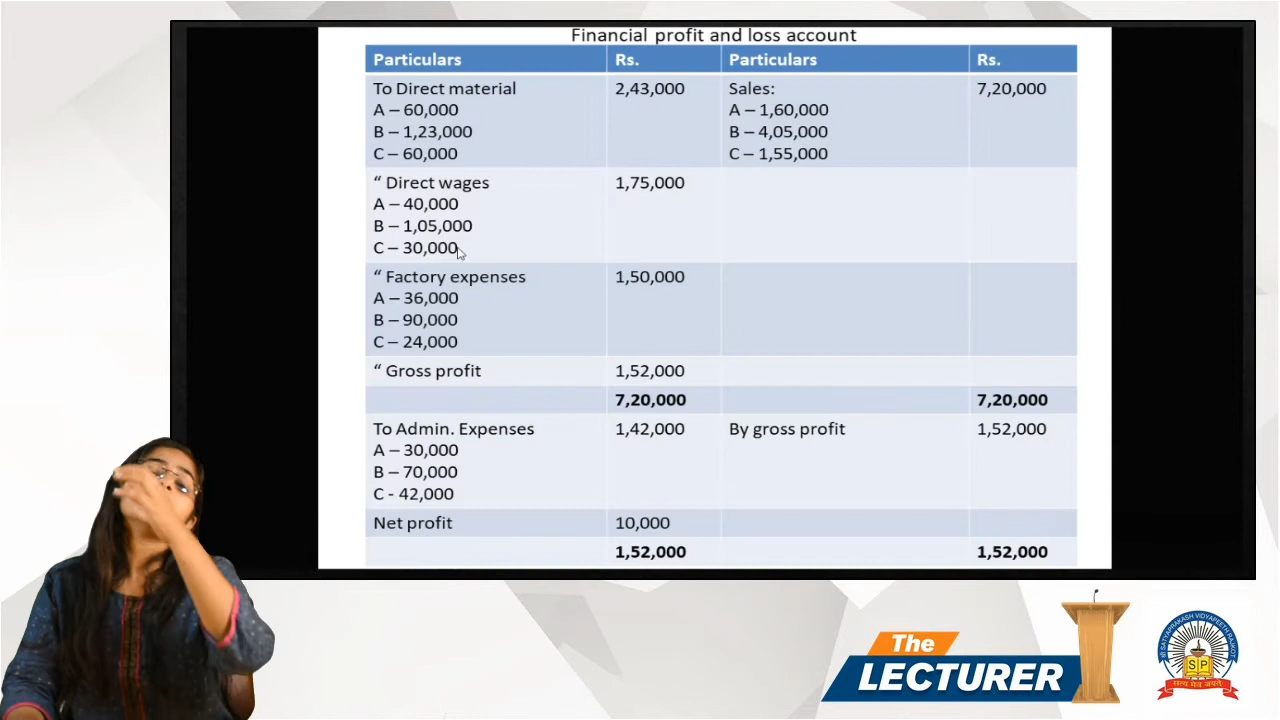 Financial profit and loss account
Particulars Rs. Particulars Rs.
To Direct material 2,43,000 Sales: 7,20,000
A – 60,000 A – 1,60,000
B – 1,23,000 B – 4,05,000
C – 60,000 C – 1,55,000
“ Direct wages 1,75,000
A – 40,000
B – 1,05,000
C – 30,000
“ Factory expenses 1,50,000
A – 36,000
B – 90,000
C – 24,000
“ Gross profit 1,52,000
7,20,000 7,20,000
To Admin. Expenses 1,42,000 By gross profit 1,52,000
A – 30,000
B – 70,000
C - 42,000
Net profit 10,000
1,52,000 1,52,000
The
LECTURER
SATYAPRAKASH VIDYAPEETH RAJKOT
S P
सत्य मेव जयते